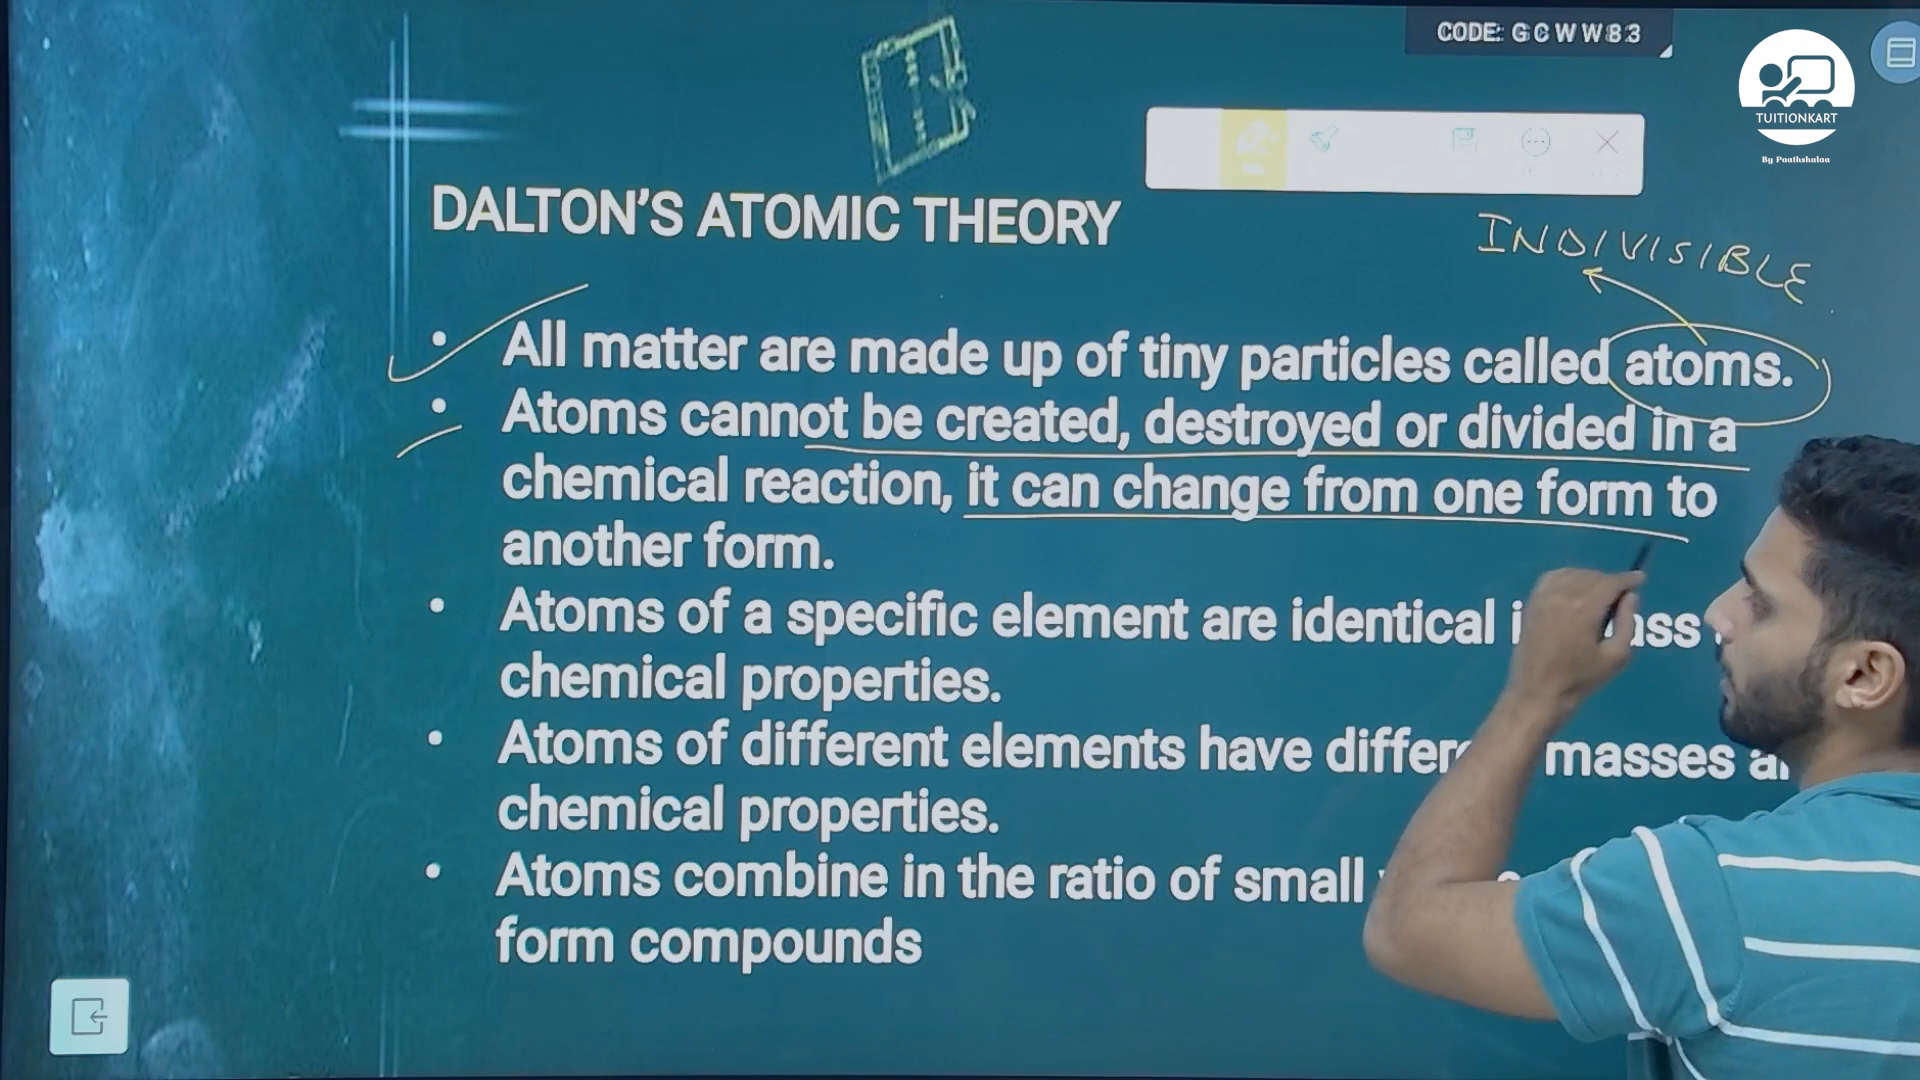 CODE: GCWW83
TUITIONKART
By Paathshalaa
DALTON'S ATOMIC THEORY
INDIVISIBLE
• All matter are made up of tiny particles called atoms.
• Atoms cannot be created, destroyed or divided in a
chemical reaction, it can change from one form to
another form.
• Atoms of a specific element are identical
chemical properties.
• Atoms of different elements have masses
chemical properties.
• Atoms combine in the ratio of small
form compounds